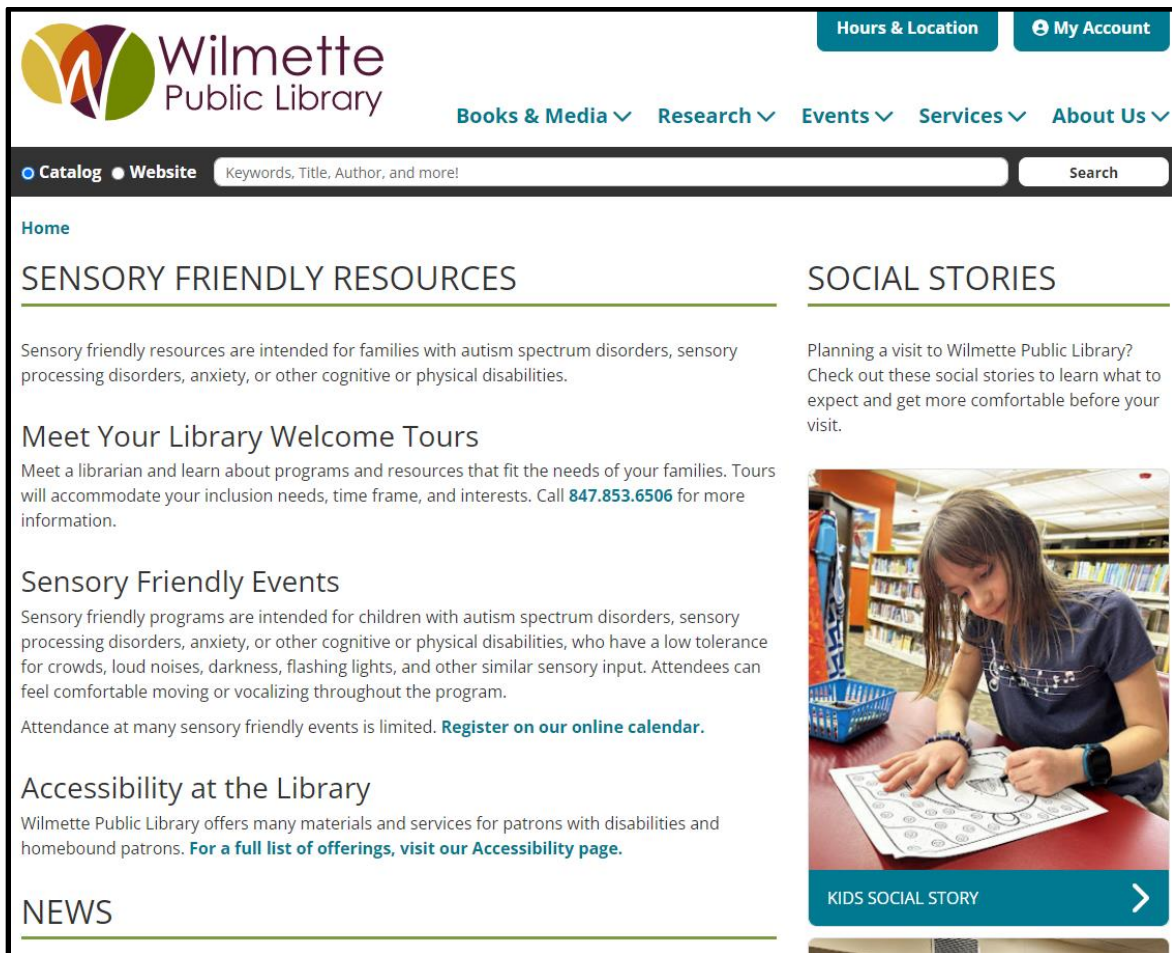 Wilmette
Public Library
Hours & Location
My Account
Books & Media
Research
Events
Services
About Us
Catalog
Website
Keywords, Title, Author, and more!
Search
Home
SENSORY FRIENDLY RESOURCES
Sensory friendly resources are intended for families with autism spectrum disorders, sensory
processing disorders, anxiety, or other cognitive or physical disabilities.
Meet Your Library Welcome Tours
Meet a librarian and learn about programs and resources that fit the needs of your families. Tours
will accommodate your inclusion needs, time frame, and interests. Call 847.853.6506 for more
information.
Sensory Friendly Events
Sensory friendly programs are intended for children with autism spectrum disorders, sensory
processing disorders, anxiety, or other cognitive or physical disabilities, who have a low tolerance
for crowds, loud noises, darkness, flashing lights, and other similar sensory input. Attendees can
feel comfortable moving or vocalizing throughout the program.
Attendance at many sensory friendly events is limited. Register on our online calendar.
Accessibility at the Library
Wilmette Public Library offers many materials and services for patrons with disabilities and
homebound patrons. For a full list of offerings, visit our Accessibility page.
NEWS
SOCIAL STORIES
Planning a visit to Wilmette Public Library?
Check out these social stories to learn what to
expect and get more comfortable before your
visit.
KIDS SOCIAL STORY